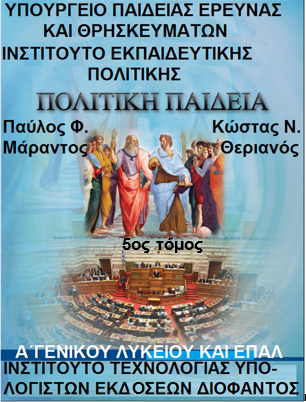 ΥΠΟΥΡΓΕΙΟ ΠΑΙΔΕΙΑΣ ΕΡΕΥΝΑΣ
ΚΑΙ ΘΡΗΣΚΕΥΜΑΤΩΝ
ΙΝΣΤΙΤΟΥΤΟ ΕΚΠΑΙΔΕΥΤΙΚΗΣ
ΠΟΛΙΤΙΚΗΣ
ΠΟΛΙΤΙΚΗ ΠΑΙΔΕΙΑ
Παύλος Φ. Κώστας Ν.
Μάραντος Θεριανός
5ος τόμος
Α΄ΓΕΝΙΚΟΥ ΛΥΚΕΙΟΥ ΚΑΙ ΕΠΑΛ
ΙΝΣΤΙΤΟΥΤΟ ΤΕΧΝΟΛΟΓΙΑΣ ΥΠΟ-
ΛΟΓΙΣΤΩΝ ΕΚΔΟΣΕΩΝ ΔΙΟΦΑΝΤΟΣ